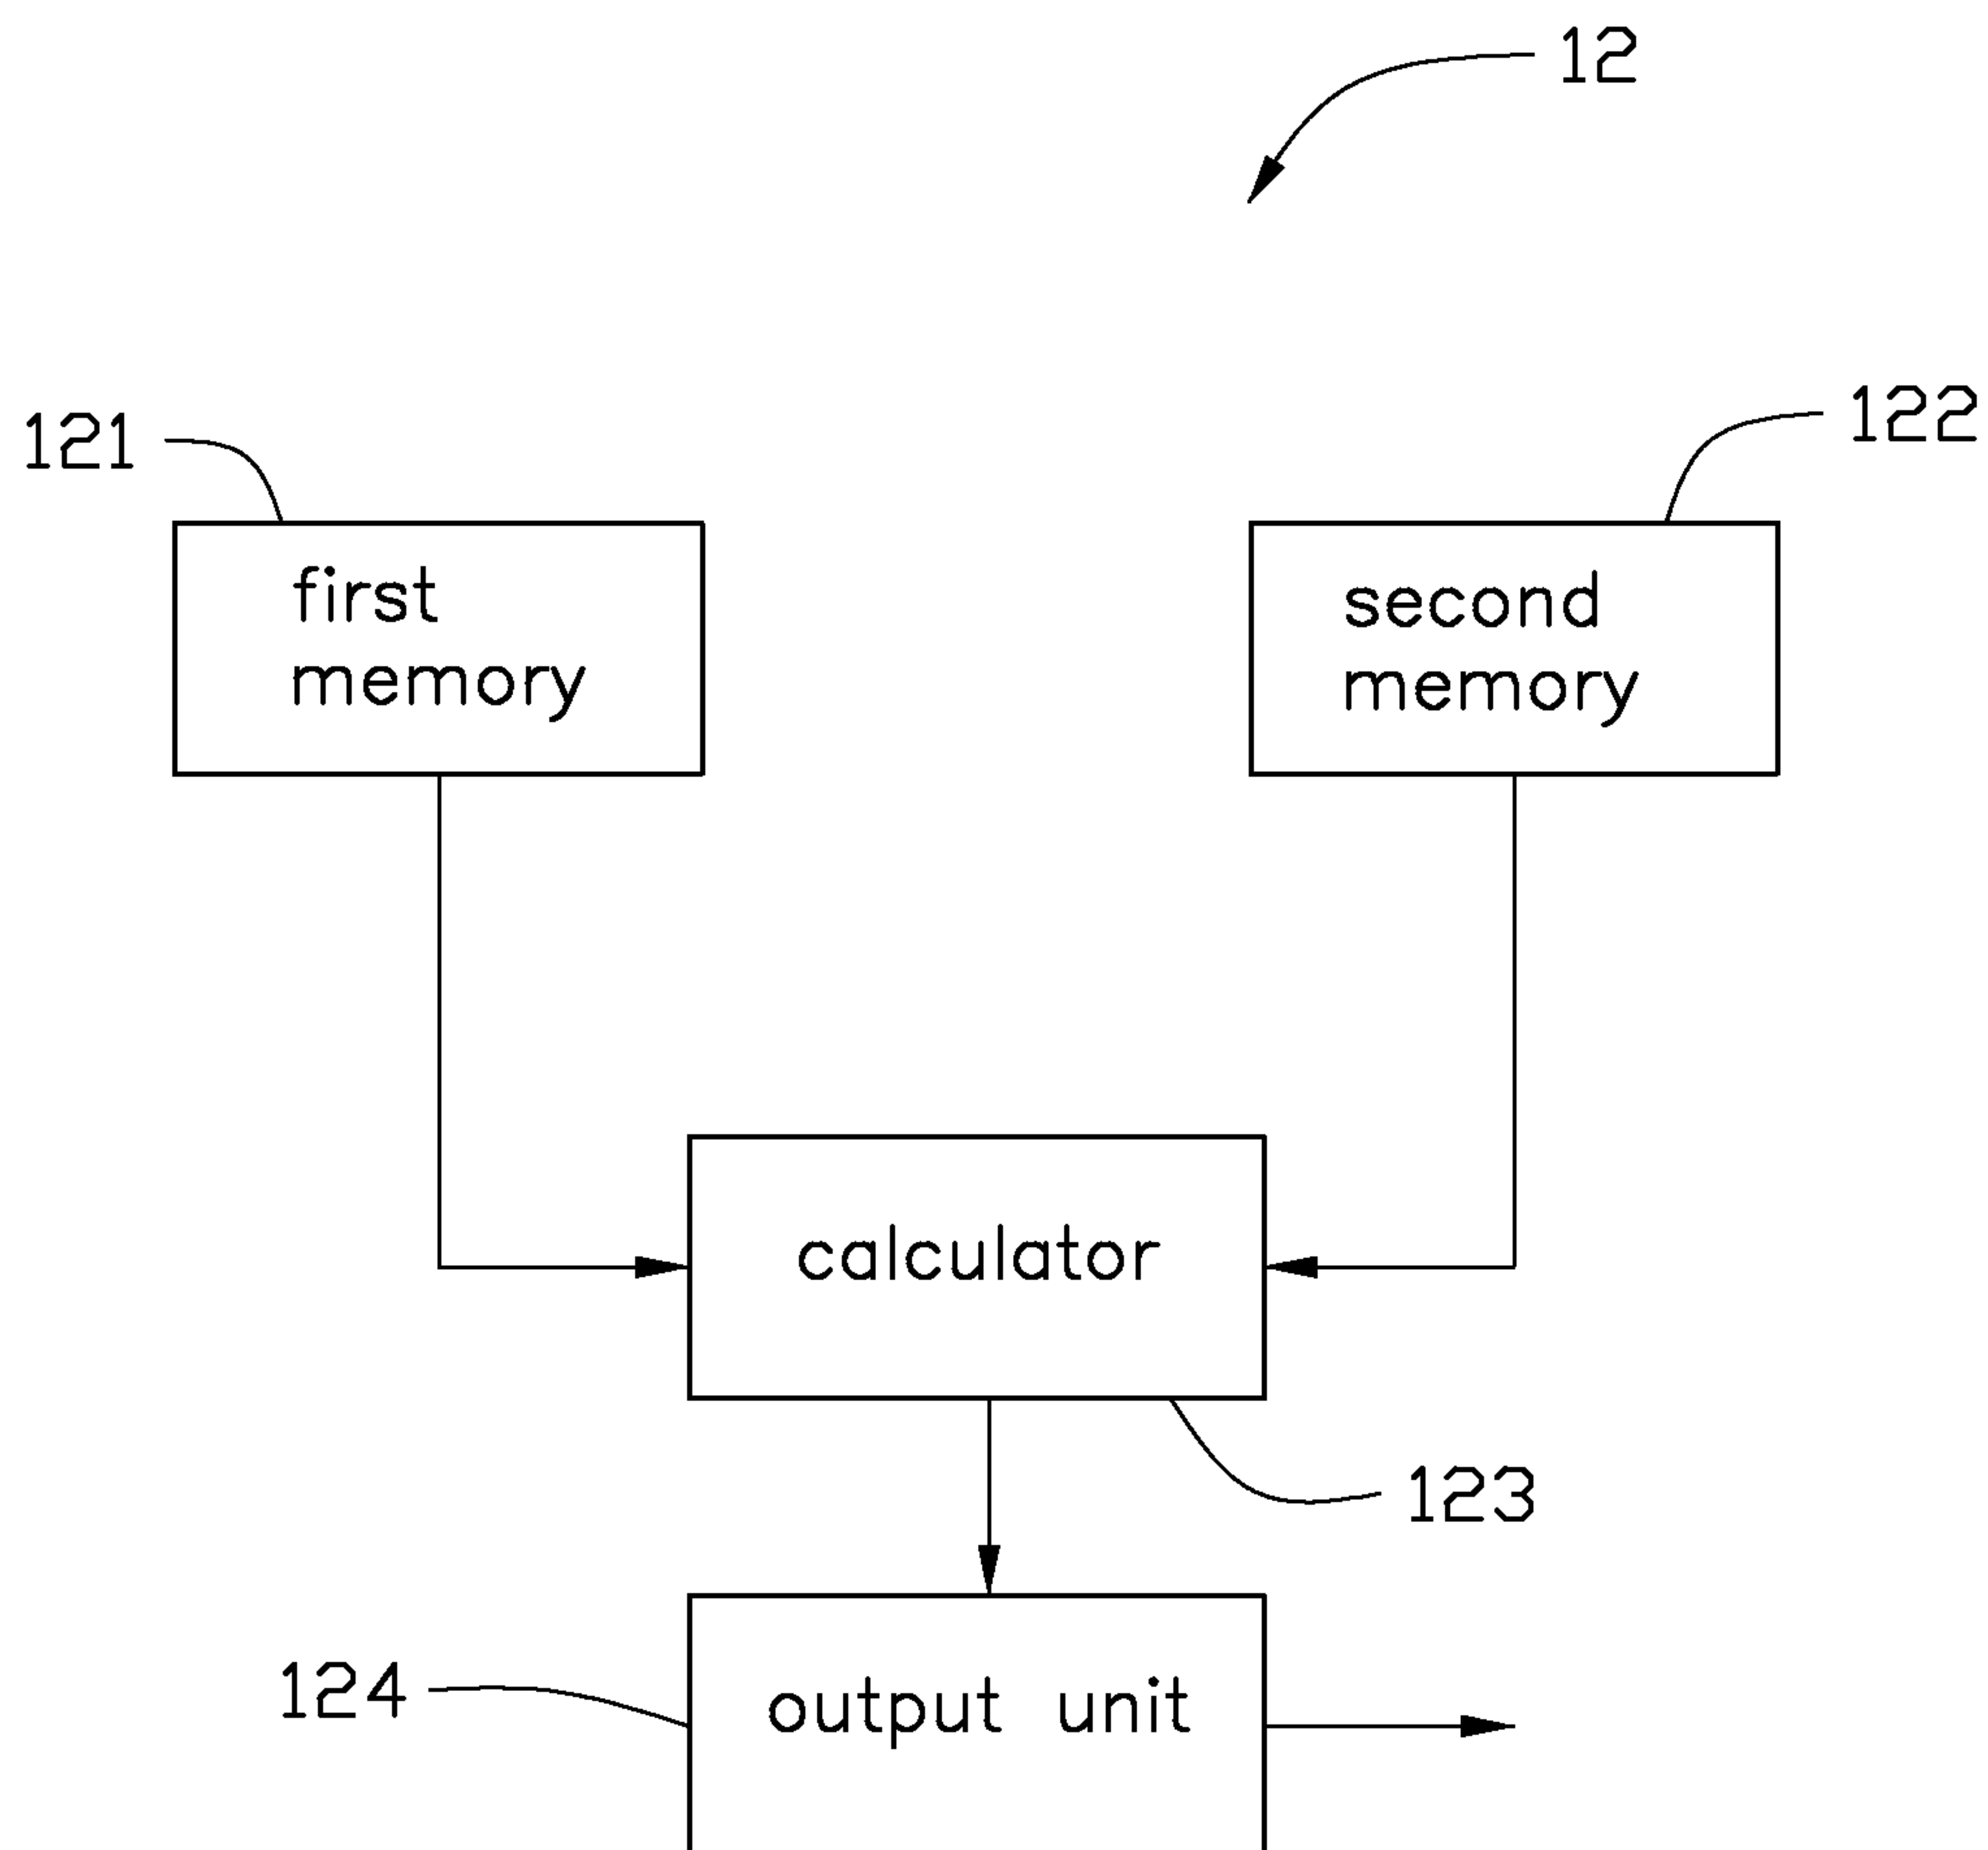 12
121
122
first
memory
second
memory
calculator
123
124
output unit